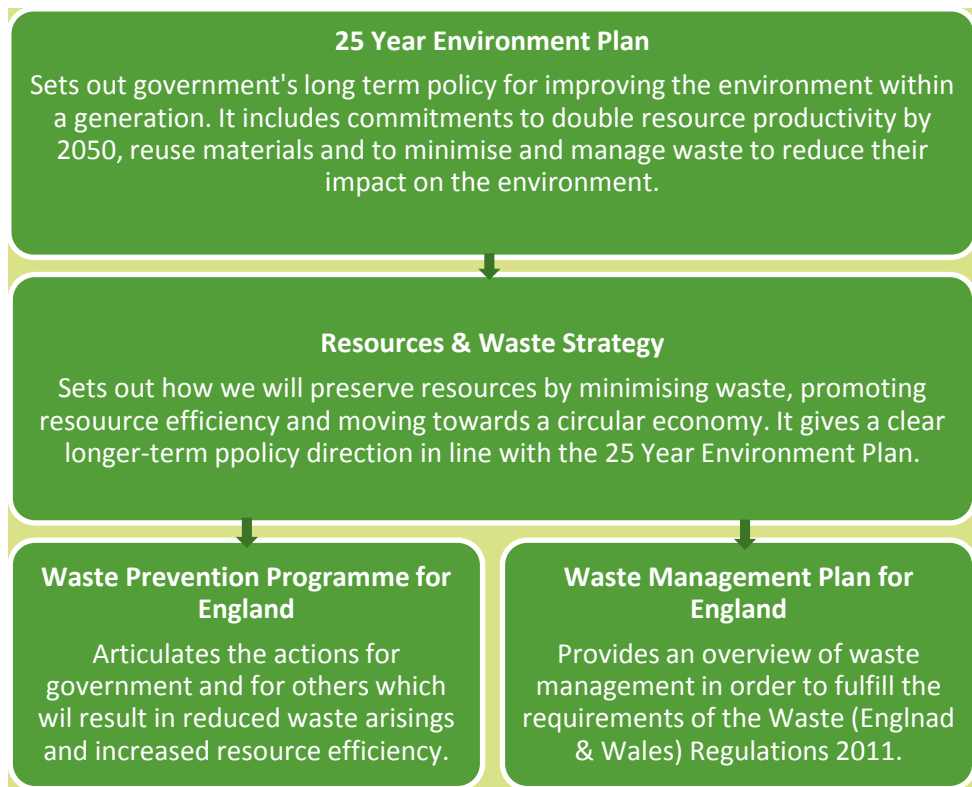 25 Year Environment Plan
Sets out government's long term policy for improving the environment within
a generation. It includes commitments to double resource productivity by
2050, reuse materials and to minimise and manage waste to reduce their
impact on the environment.
Resources & Waste Strategy
Sets out how we will preserve resources by minimising waste, promoting
resouurce efficiency and moving towards a circular economy. It gives a clear
longer-term ppolicy direction in line with the 25 Year Environment Plan.
Waste Prevention Programme for
England
Articulates the actions for
government and for others which
wil result in reduced waste arisings
and increased resource efficiency.
Waste Management Plan for
England
Provides an overview of waste
management in order to fulfill the
requirements of the Waste (Englnad
& Wales) Regulations 2011.